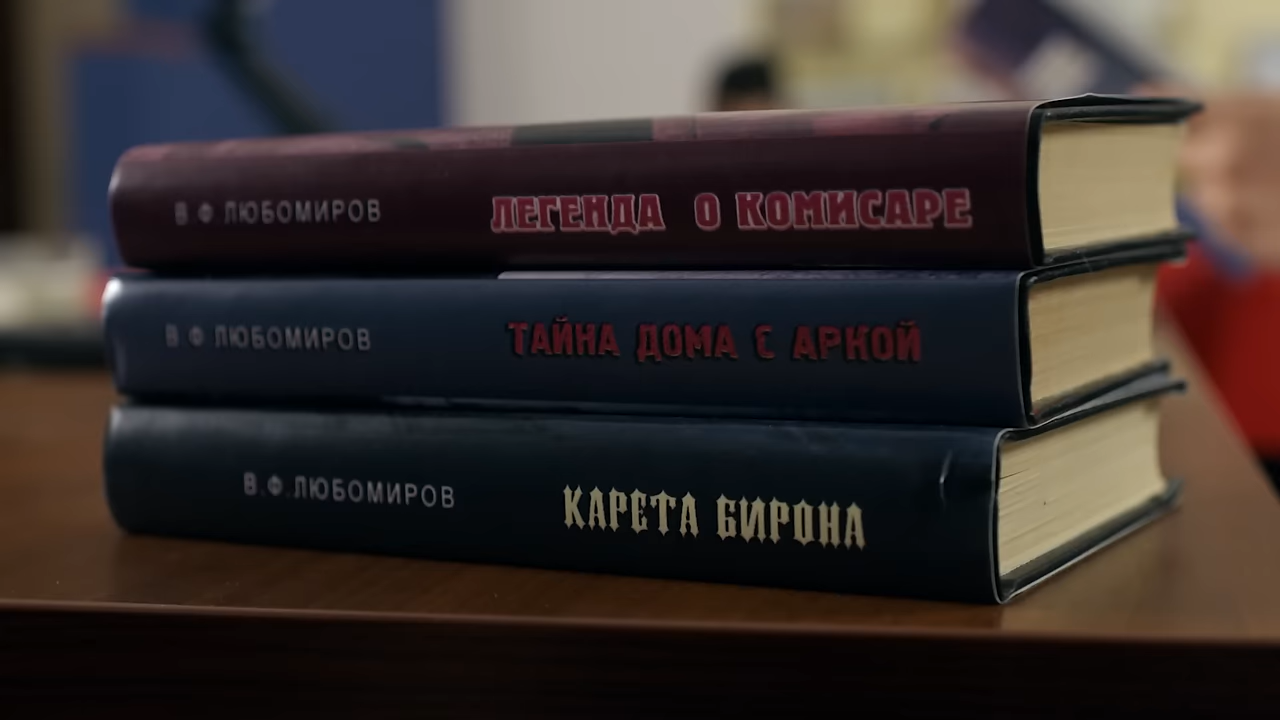 В Ф ЛЮБОМИРОВ ЛЕГЕНДА О КОМИСАРЕ
В Ф ЛЮБОМИРОВ ТАЙНА ДОМА С АРКОЙ
В.Ф.ЛЮБОМИРОВ КАРЕТА БИРОНА